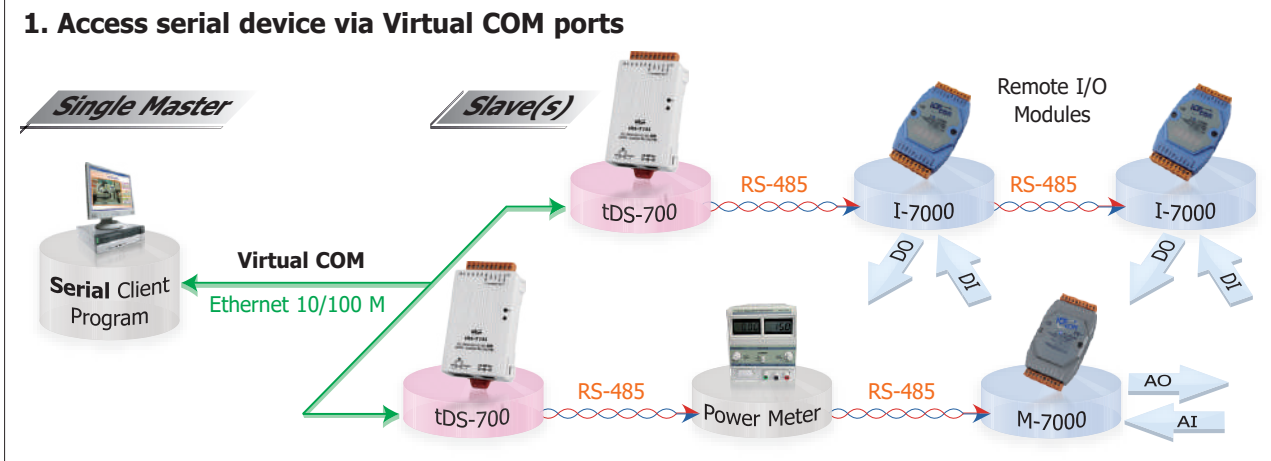 1. Access serial device via Virtual COM ports
Single Master
Slave(s)
Remote I/O
Modules
tDS-700
RS-485
I-7000
RS-485
I-7000
Virtual COM
Ethernet 10/100 M
Serial Client
Program
DO
DI
DO
DI
tDS-700
RS-485
Power Meter
RS-485
M-7000
AO
AI